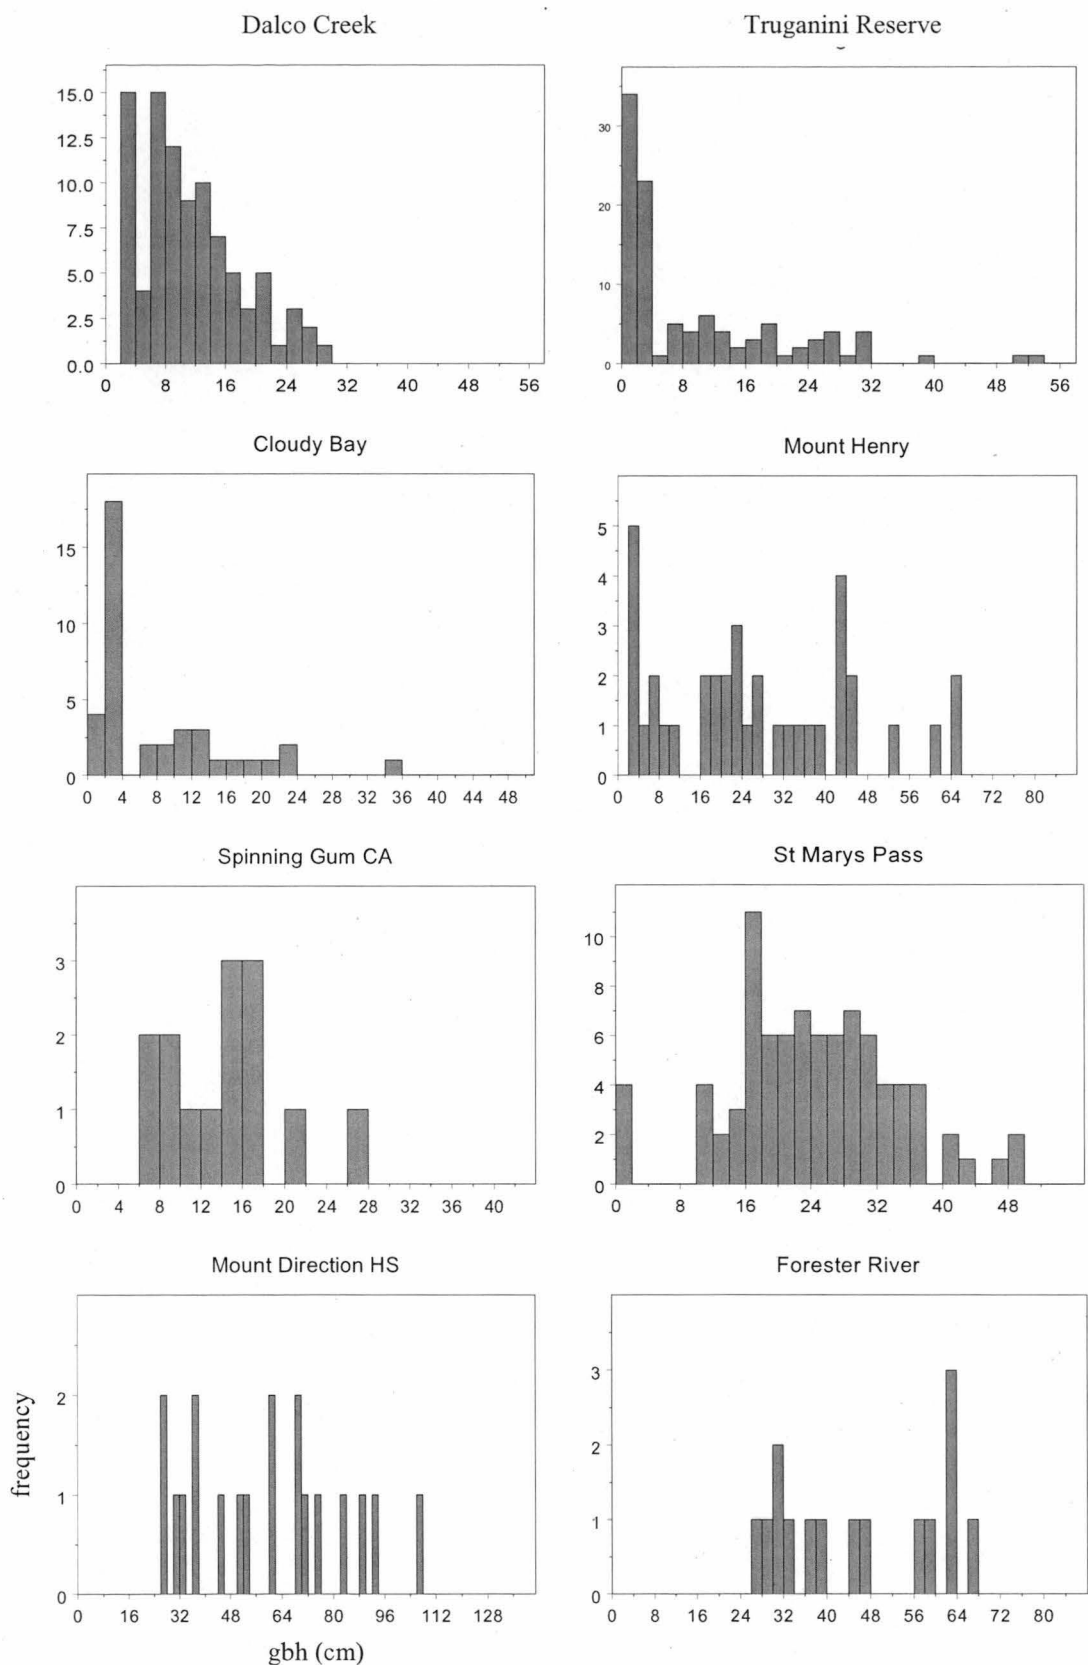 Dalco Creek
Truganini Reserve
15.0
12.5
10.0
7.5
5.0
2.5
0.0
0 8 16 24 32 40 48 56
30
20
10
0
0 8 16 24 32 40 48 56
Cloudy Bay
Mount Henry
15
10
5
0
0 4 8 12 16 20 24 28 32 36 40 44 48
5
4
3
2
1
0
0 8 16 24 32 40 48 56 64 72 80
Spinning Gum CA
St Marys Pass
3
2
1
0
0 4 8 12 16 20 24 28 32 36 40
10
8
6
4
2
0
0 8 16 24 32 40 48
Mount Direction HS
Forester River
frequency
2
1
0
0 16 32 48 64 80 96 112 128
gbh (cm)
3
2
1
0
0 8 16 24 32 40 48 56 64 72 80